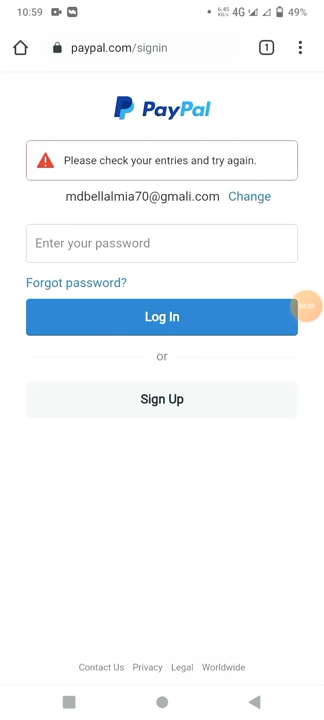 10:59
4G
49%
paypal.com/signin
1
PayPal
Please check your entries and try again.
mdbellalmia70@gmali.com Change
Enter your password
Forgot password?
Log In
or
Sign Up
Contact Us Privacy Legal Worldwide